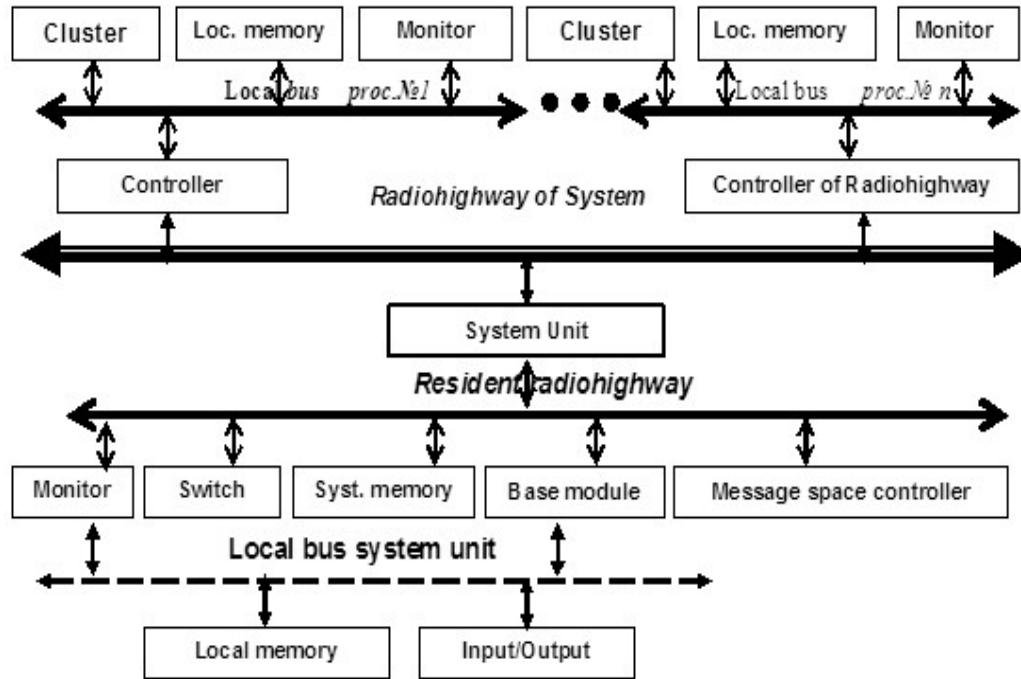 Cluster
Loc. memory
Monitor
Cluster
Loc. memory
Monitor
Local bus proc.№1
Local bus proc.№ n
Controller
Radiohighway of System
Controller of Radiohighway
System Unit
Resident radiohighway
Monitor
Switch
Syst. memory
Base module
Message space controller
Local bus system unit
Local memory
Input/Output